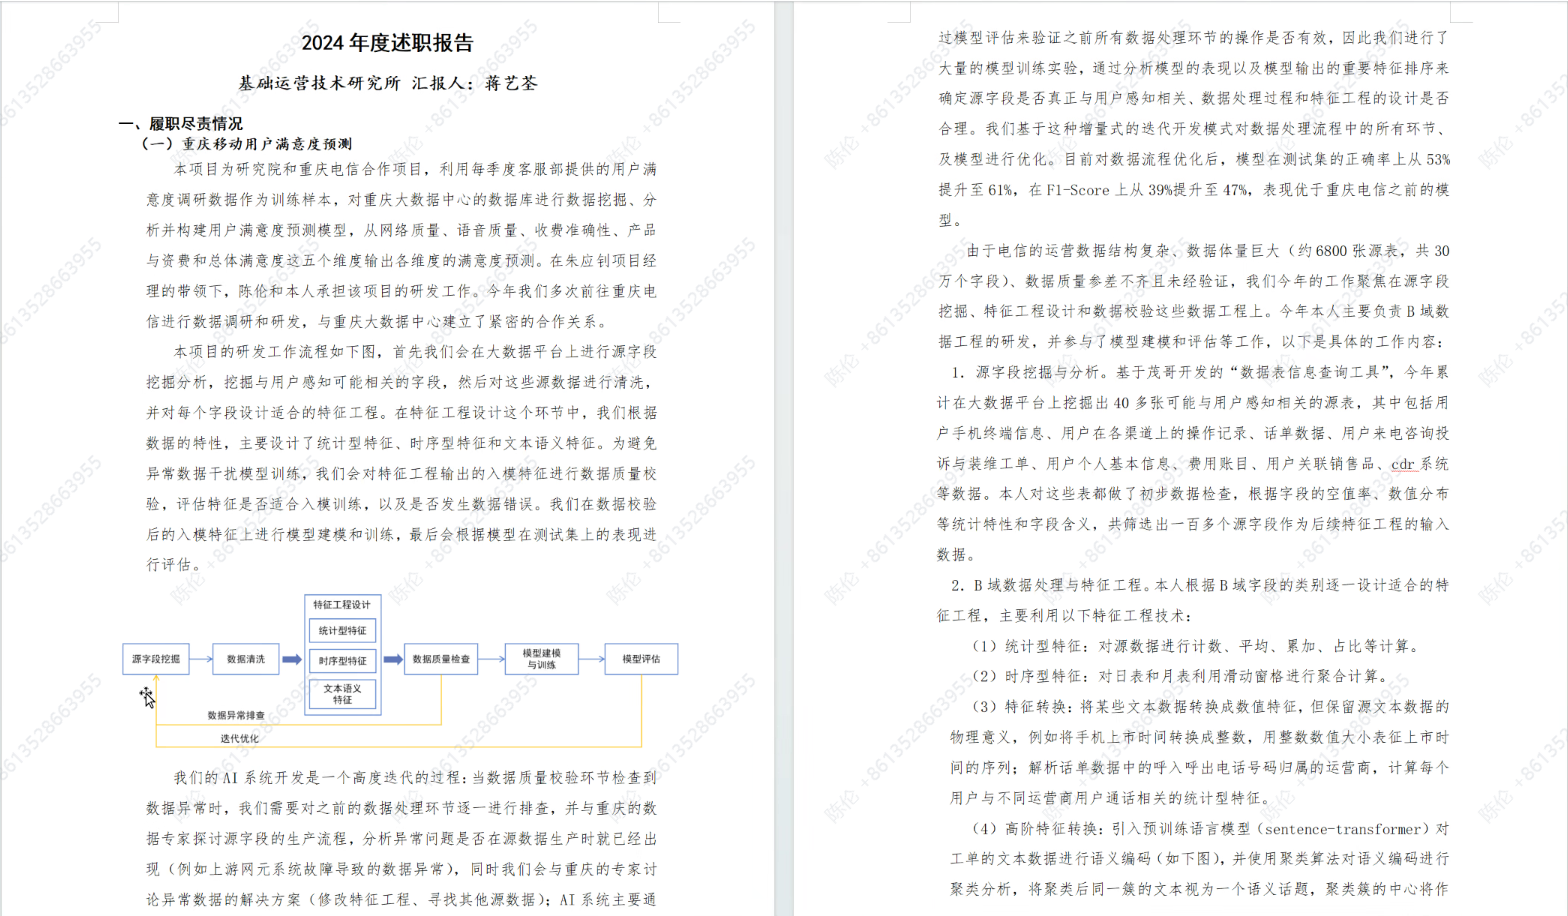 2024 年度述职报告
基础运营技术研究所 汇报人：蒋艺荃
一、履职尽责情况
（一）重庆移动用户满意度预测
本项目为研究院和重庆电信合作项目，利用每季度客服部提供的用户满
意度调研数据作为训练样本，对重庆大数据中心的数据库进行数据挖掘、分
析并构建用户满意度预测模型，从网络质量、语音质量、收费准确性、产品
与资费和总体满意度这五个维度输出各维度的满意度预测。在朱应钊项目经
理的带领下，陈伦和本人承担该项目的研发工作。今年我们多次前往重庆电
信进行数据调研和研发，与重庆大数据中心建立了紧密的合作关系。
本项目的研发工作流程如下图，首先我们会在大数据平台上进行源字段
挖掘分析，挖掘与用户感知可能相关的字段，然后对这些源数据进行清洗，
并对每个字段设计适合的特征工程。在特征工程设计这个环节中，我们根据
数据的特性，主要设计了统计型特征、时序型特征和文本语义特征。为避免
异常数据干扰模型训练，我们会对特征工程输出的入模特征进行数据质量校
验，评估特征是否适合入模训练，以及是否发生数据错误。我们在数据校验
后的入模特征上进行模型建模和训练，最后会根据模型在测试集上的表现进
行评估。
源字段挖掘
数据清洗
特征工程设计
统计型特征
时序型特征
文本语义
特征
数据质量检查
模型建模
与训练
模型评估
数据异常排查
迭代优化
我们的 AI 系统开发是一个高度迭代的过程：当数据质量校验环节检查到
数据异常时，我们需要对之前的数据处理环节逐一进行排查，并与重庆的数
据专家探讨源字段的生产流程，分析异常问题是否在源数据生产时就已经出
现（例如上游网元系统故障导致的数据异常），同时我们会与重庆的专家讨
论异常数据的解决方案（修改特征工程、寻找其他源数据）；AI 系统主要通
过模型评估来验证之前所有数据处理环节的操作是否有效，因此我们进行了
大量的模型训练实验，通过分析模型的表现以及模型输出的重要特征排序来
确定源字段是否真正与用户感知相关、数据处理过程和特征工程的设计是否
合理。我们基于这种增量式的迭代开发模式对数据处理流程中的所有环节、
及模型进行优化。目前对数据流程优化后，模型在测试集的正确率上从 53%
提升至 61%，在 F1-Score 上从 39%提升至 47%，表现优于重庆电信之前的模
型。
由于电信的运营数据结构复杂、数据体量巨大（约 6800 张源表，共 30
万个字段）、数据质量参差不齐且未经验证，我们今年的工作聚焦在源字段
挖掘、特征工程设计和数据校验这些数据工程上。今年本人主要负责 B 域数
据工程的研发，并参与了模型建模和评估等工作，以下是具体的工作内容：
1. 源字段挖掘与分析。基于茂哥开发的“数据表信息查询工具”，今年累
计在大数据平台上挖掘出 40 多张可能与用户感知相关的源表，其中包括用
户手机终端信息、用户在各渠道上的操作记录、话单数据、用户来电咨询投
诉与装维工单、用户个人基本信息、费用账目、用户关联销售品、cdr 系统
等数据。本人对这些表都做了初步数据检查，根据字段的空值率、数值分布
等统计特性和字段含义，共筛选出一百多个源字段作为后续特征工程的输入
数据。
2. B 域数据处理与特征工程。本人根据 B 域字段的类别逐一设计适合的特
征工程，主要利用以下特征工程技术：
（1）统计型特征：对源数据进行计数、平均、累加、占比等计算。
（2）时序型特征：对日表和月表利用滑动窗格进行聚合计算。
（3）特征转换：将某些文本数据转换成数值特征，但保留源文本数据的
物理意义，例如将手机上市时间转换成整数，用整数数值大小表征上市时
间的序列；解析话单数据中的呼入呼出电话号码归属的运营商，计算每个
用户与不同运营商用户通话相关的统计型特征。
（4）高阶特征转换：引入预训练语言模型（sentence-transformer）对
工单的文本数据进行语义编码（如下图），并使用聚类算法对语义编码进行
聚类分析，将聚类后同一簇的文本视为一个语义话题，聚类簇的中心将作
陈伦 +8613528663955